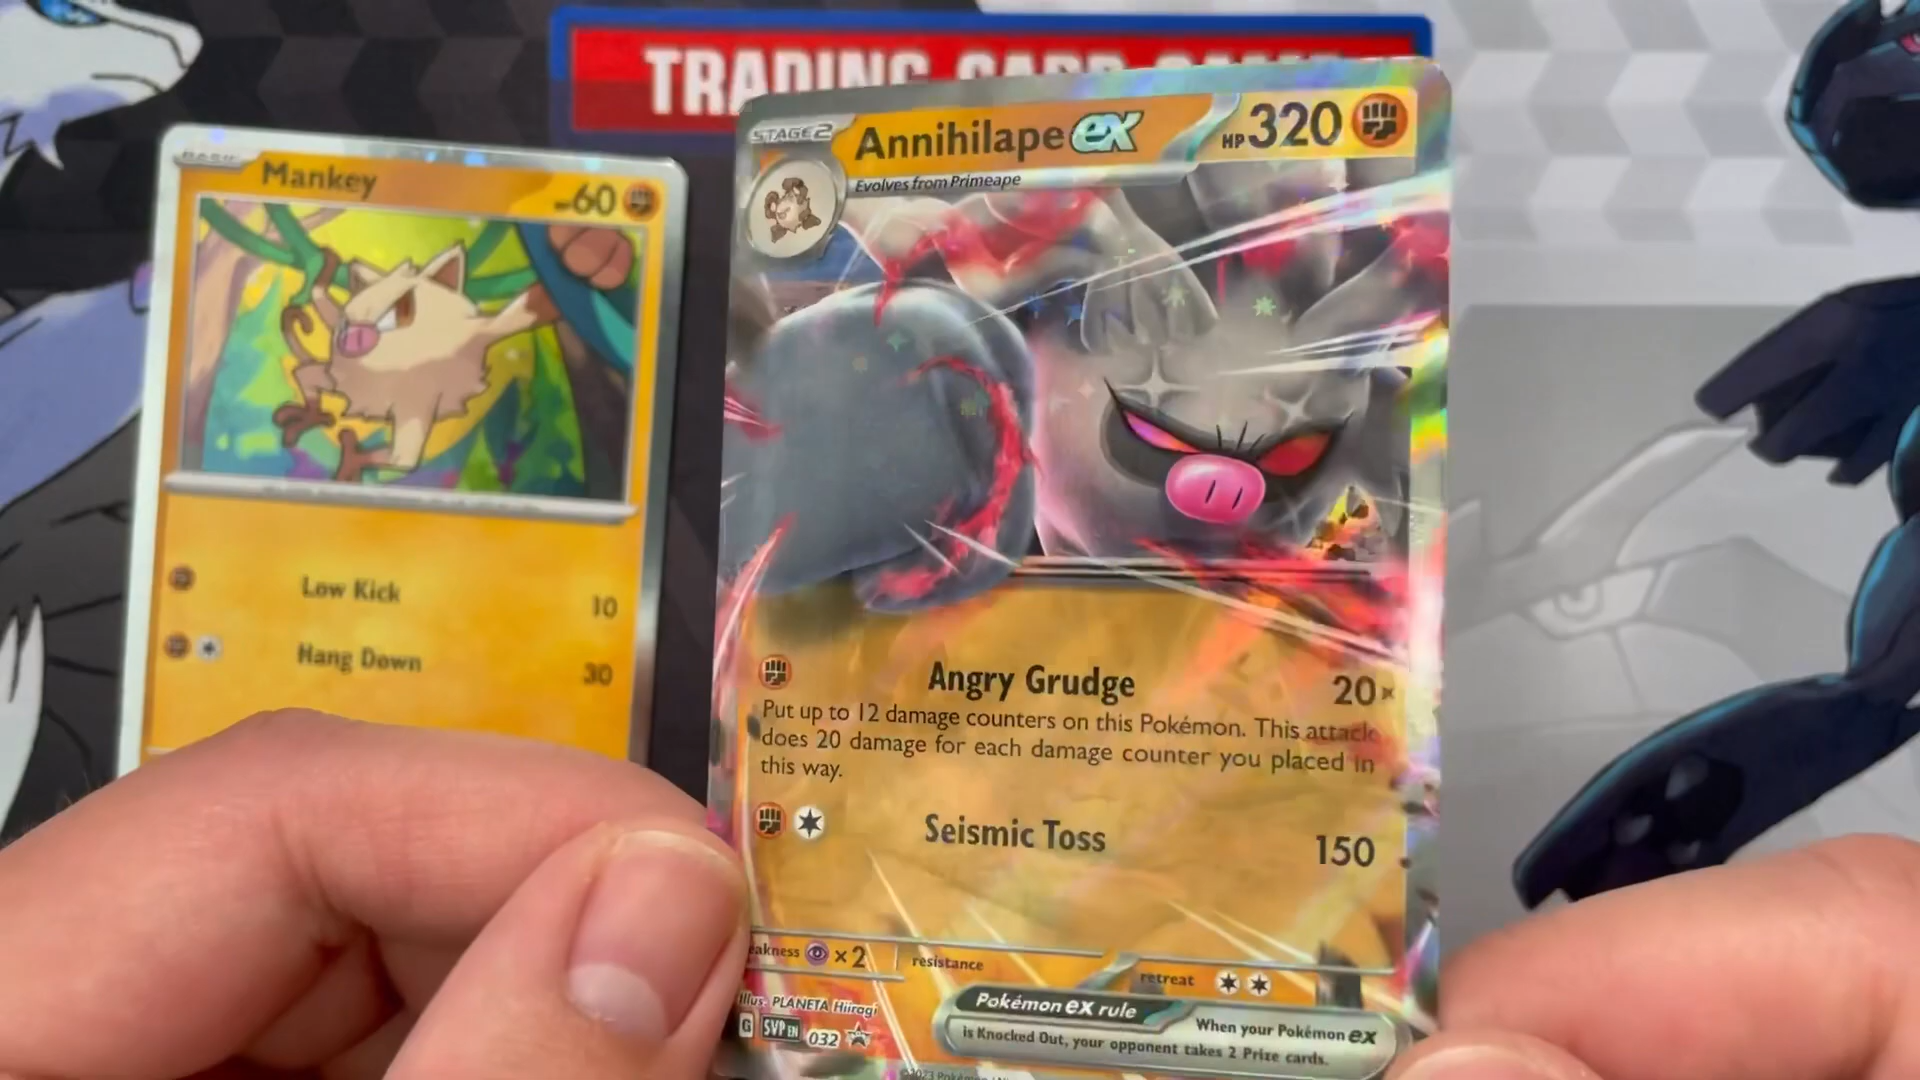 TRADING CARD GAME
BASIC
Mankey
60
Low Kick
10
Hang Down
30
STAGE 2
Annihilape ex
HP 320
Evolves from Primeape
Angry Grudge
20×
Put up to 12 damage counters on this Pokémon. This attack
does 20 damage for each damage counter you placed in
this way.
Seismic Toss
150
×2
resistance
retreat
Illus. PLANETA Hiiragi
G SVP EN 032
Pokémon ex rule
When your Pokémon ex
is Knocked Out, your opponent takes 2 Prize cards.